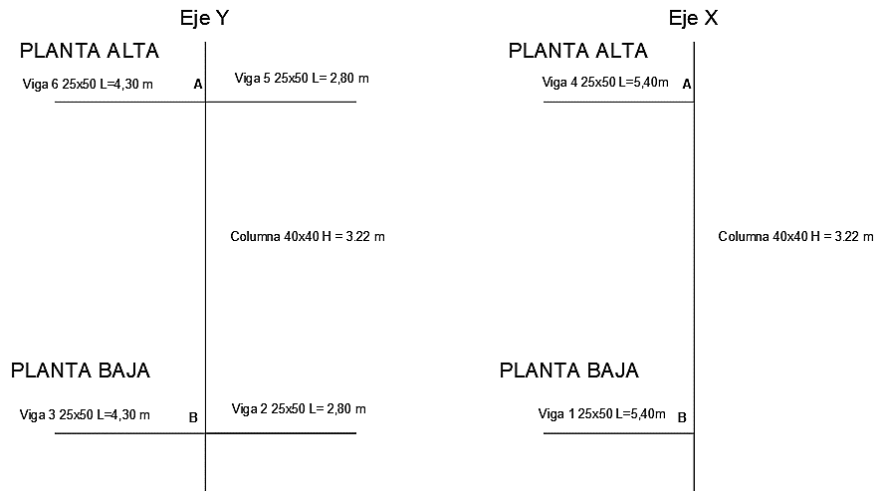 Eje Y
PLANTA ALTA
Viga 6 25x50 L=4,30 m
A
Viga 5 25x50 L= 2,80 m
Columna 40x40 H = 3.22 m
PLANTA BAJA
Viga 3 25x50 L=4,30 m
B
Viga 2 25x50 L= 2,80 m
Eje X
PLANTA ALTA
Viga 4 25x50 L=5,40m
A
Columna 40x40 H = 3.22 m
PLANTA BAJA
Viga 1 25x50 L=5,40m
B